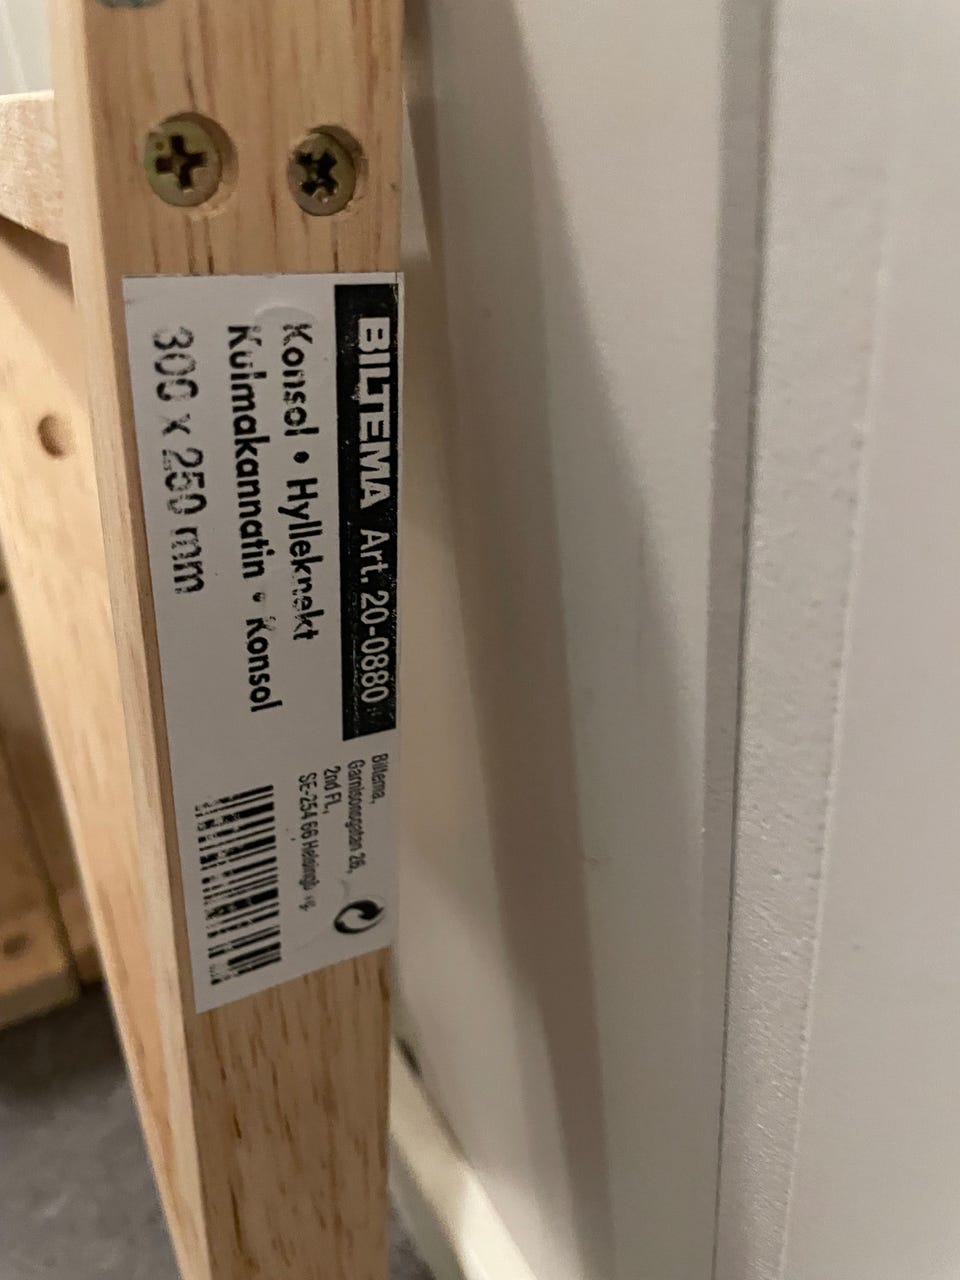 BILTEMA Art. 20-0880
Konsol • Hylleknekt
Kulmakannatin • Konsol
300 x 250 mm
Biltema,
Garnisonsgatan 26,
2nd FL,
SE-254 66